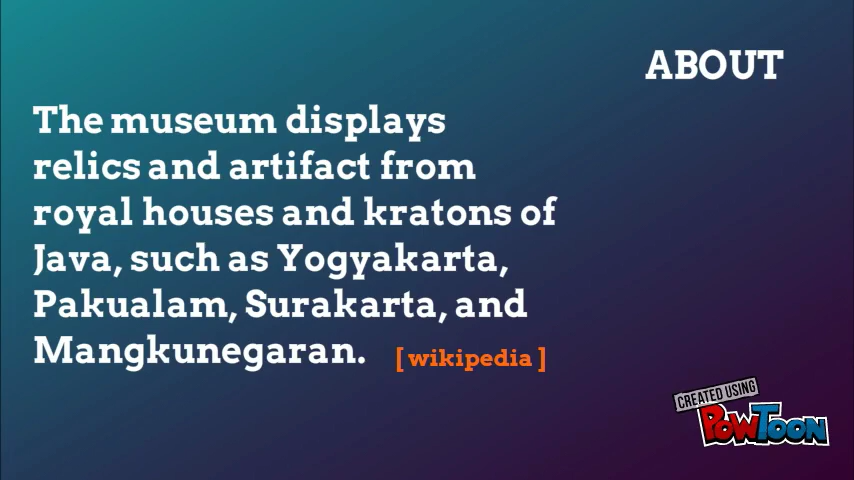 ABOUT
The museum displays
relics and artifact from
royal houses and kratons of
Java, such as Yogyakarta,
Pakualam, Surakarta, and
Mangkunegaran. [ wikipedia ]
CREATED USING
POWTOON